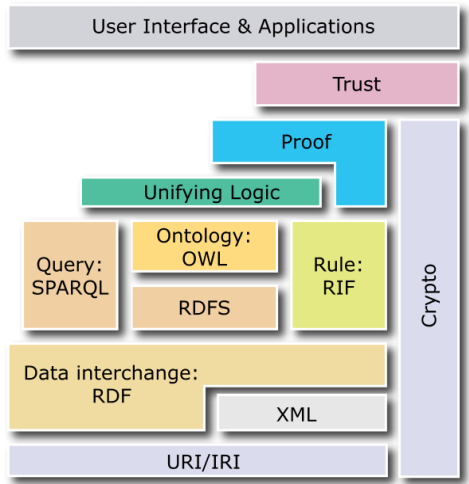 User Interface & Applications
Trust
Proof
Unifying Logic
Query:
SPARQL
Ontology:
OWL
RDFS
Rule:
RIF
Crypto
Data interchange:
RDF
XML
URI/IRI